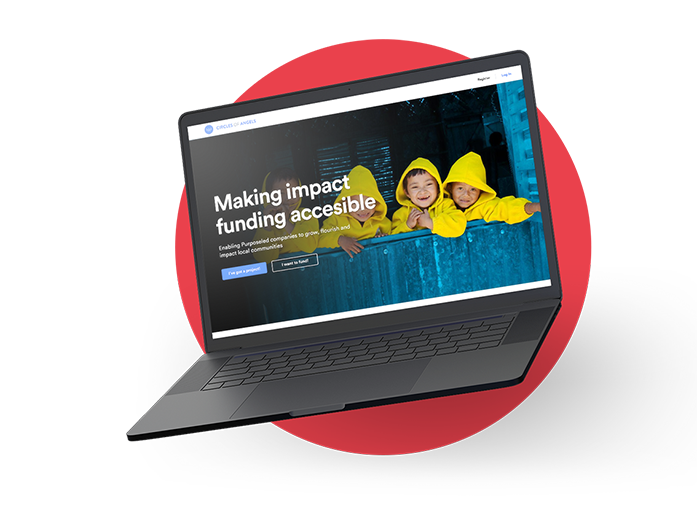 CIRCLES OF ANGELS
Register
Log In
Making impact
funding accesible
Enabling Purposeled companies to grow, flourish and
impact local communities
I've got a project!
I want to fund!